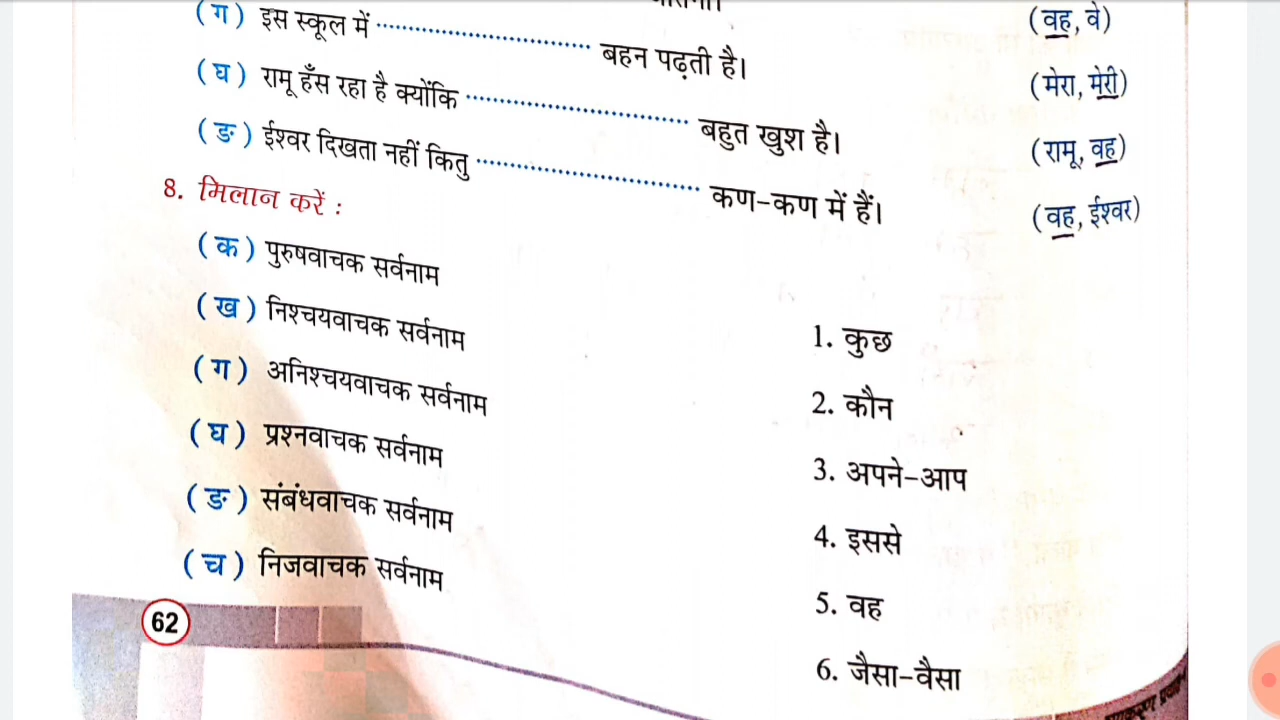 (ग) इस स्कूल में .............................. बहन पढ़ती है। (वह, वे)
(घ) रामू हँस रहा है क्योंकि .............................. बहुत खुश है। (मेरा, मेरी)
(ङ) ईश्वर दिखता नहीं किंतु .............................. कण-कण में हैं। (रामू, वह)
(वह, ईश्वर)
8. मिलान करें :
(क) पुरुषवाचक सर्वनाम
(ख) निश्चयवाचक सर्वनाम
(ग) अनिश्चयवाचक सर्वनाम
(घ) प्रश्नवाचक सर्वनाम
(ङ) संबंधवाचक सर्वनाम
(च) निजवाचक सर्वनाम
1. कुछ
2. कौन
3. अपने-आप
4. इससे
5. वह
6. जैसा-वैसा
62